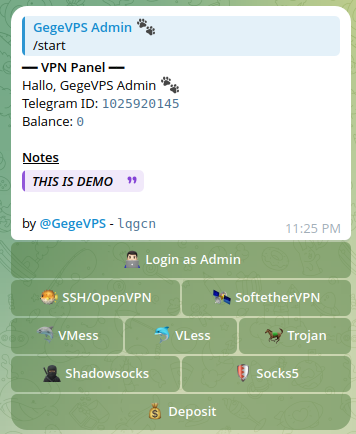 GegeVPS Admin 🐾
/start
━━ VPN Panel ━━
Hallo, GegeVPS Admin 🐾
Telegram ID: 1025920145
Balance: 0
Notes
THIS IS DEMO
by @GegeVPS - lqgcn
11:25 PM
Login as Admin
SSH/OpenVPN
SoftetherVPN
VMess
VLess
Trojan
Shadowsocks
Socks5
Deposit